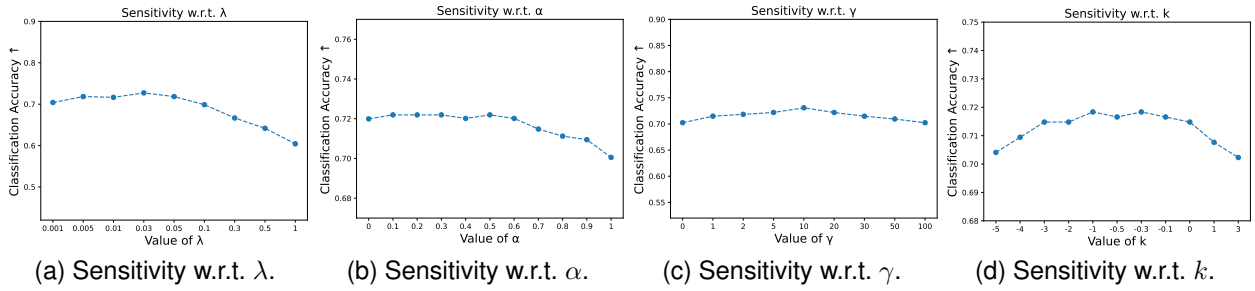 Sensitivity w.r.t. λ
Classification Accuracy ↑
0.9
0.8
0.7
0.6
0.5
0.001 0.005 0.01 0.03 0.05 0.1 0.3 0.5 1
Value of λ
(a) Sensitivity w.r.t. λ.
Sensitivity w.r.t. α
Classification Accuracy ↑
0.76
0.74
0.72
0.70
0.68
0 0.1 0.2 0.3 0.4 0.5 0.6 0.7 0.8 0.9 1
Value of α
(b) Sensitivity w.r.t. α.
Sensitivity w.r.t. γ
Classification Accuracy ↑
0.90
0.85
0.80
0.75
0.70
0.65
0.60
0.55
0 1 2 5 10 20 30 50 100
Value of γ
(c) Sensitivity w.r.t. γ.
Sensitivity w.r.t. k
Classification Accuracy ↑
0.75
0.74
0.73
0.72
0.71
0.70
0.69
0.68
-5 -4 -3 -2 -1 -0.5 -0.3 -0.1 0 1 3
Value of k
(d) Sensitivity w.r.t. k.